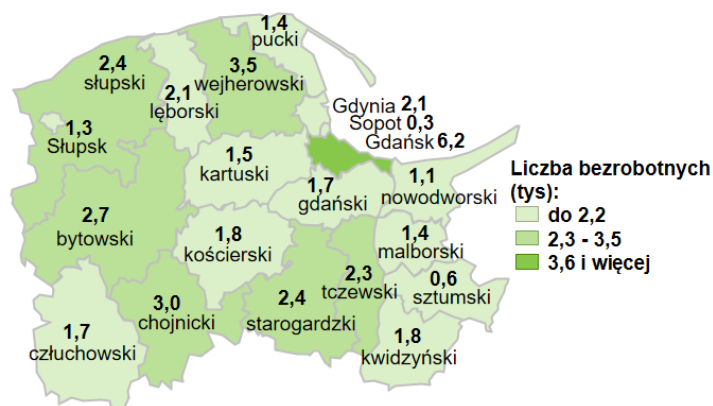 1,4
pucki
2,4
słupski
3,5
wejherowski
2,1
lęborski
Gdynia 2,1
Sopot 0,3
Gdańsk 6,2
1,3
Słupsk
1,5
kartuski
1,7
gdański
1,1
nowodworski
Liczba bezrobotnych
(tys):
do 2,2
2,3 - 3,5
3,6 i więcej
2,7
bytowski
1,8
kościerski
1,4
malborski
2,3
tczewski
0,6
sztumski
3,0
chojnicki
2,4
starogardzki
1,7
człuchowski
1,8
kwidzyński